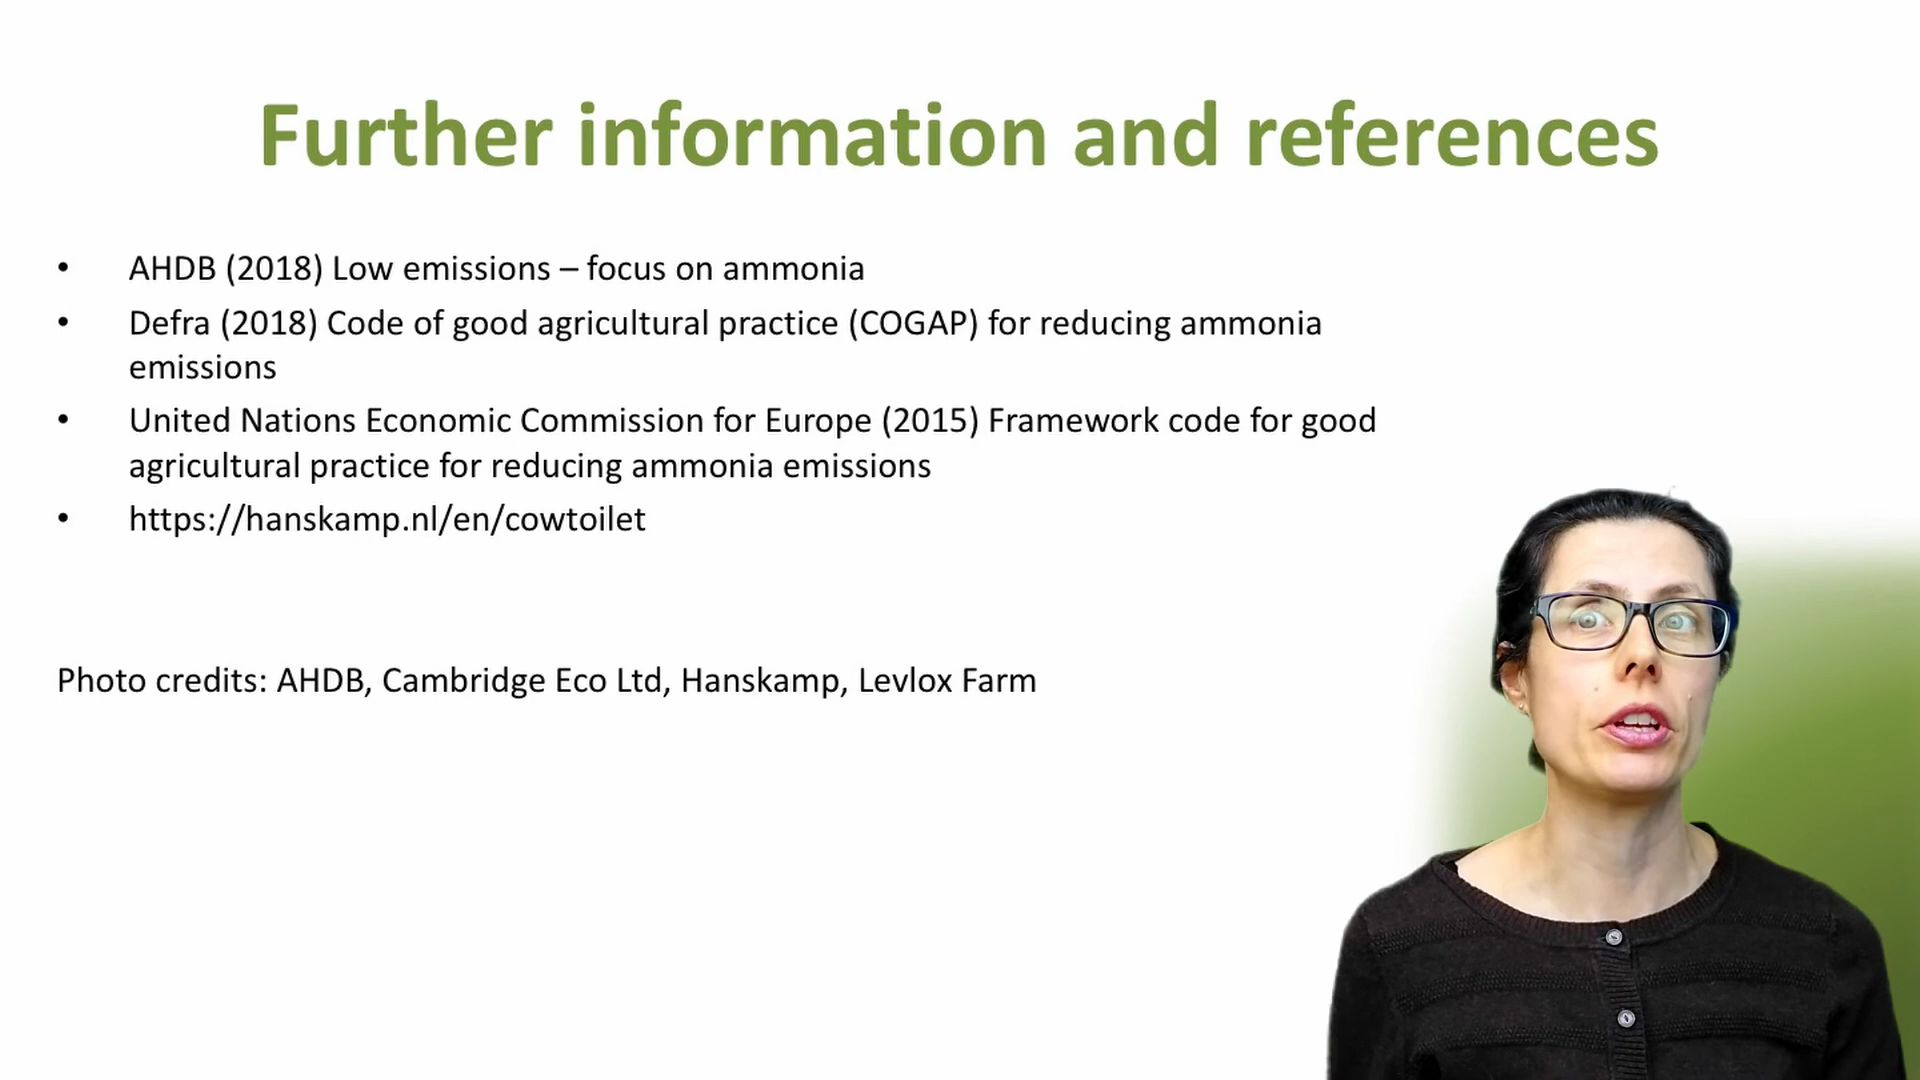 Further information and references
• AHDB (2018) Low emissions – focus on ammonia
• Defra (2018) Code of good agricultural practice (COGAP) for reducing ammonia
emissions
• United Nations Economic Commission for Europe (2015) Framework code for good
agricultural practice for reducing ammonia emissions
• https://hanskamp.nl/en/cowtoilet
Photo credits: AHDB, Cambridge Eco Ltd, Hanskamp, Levlox Farm